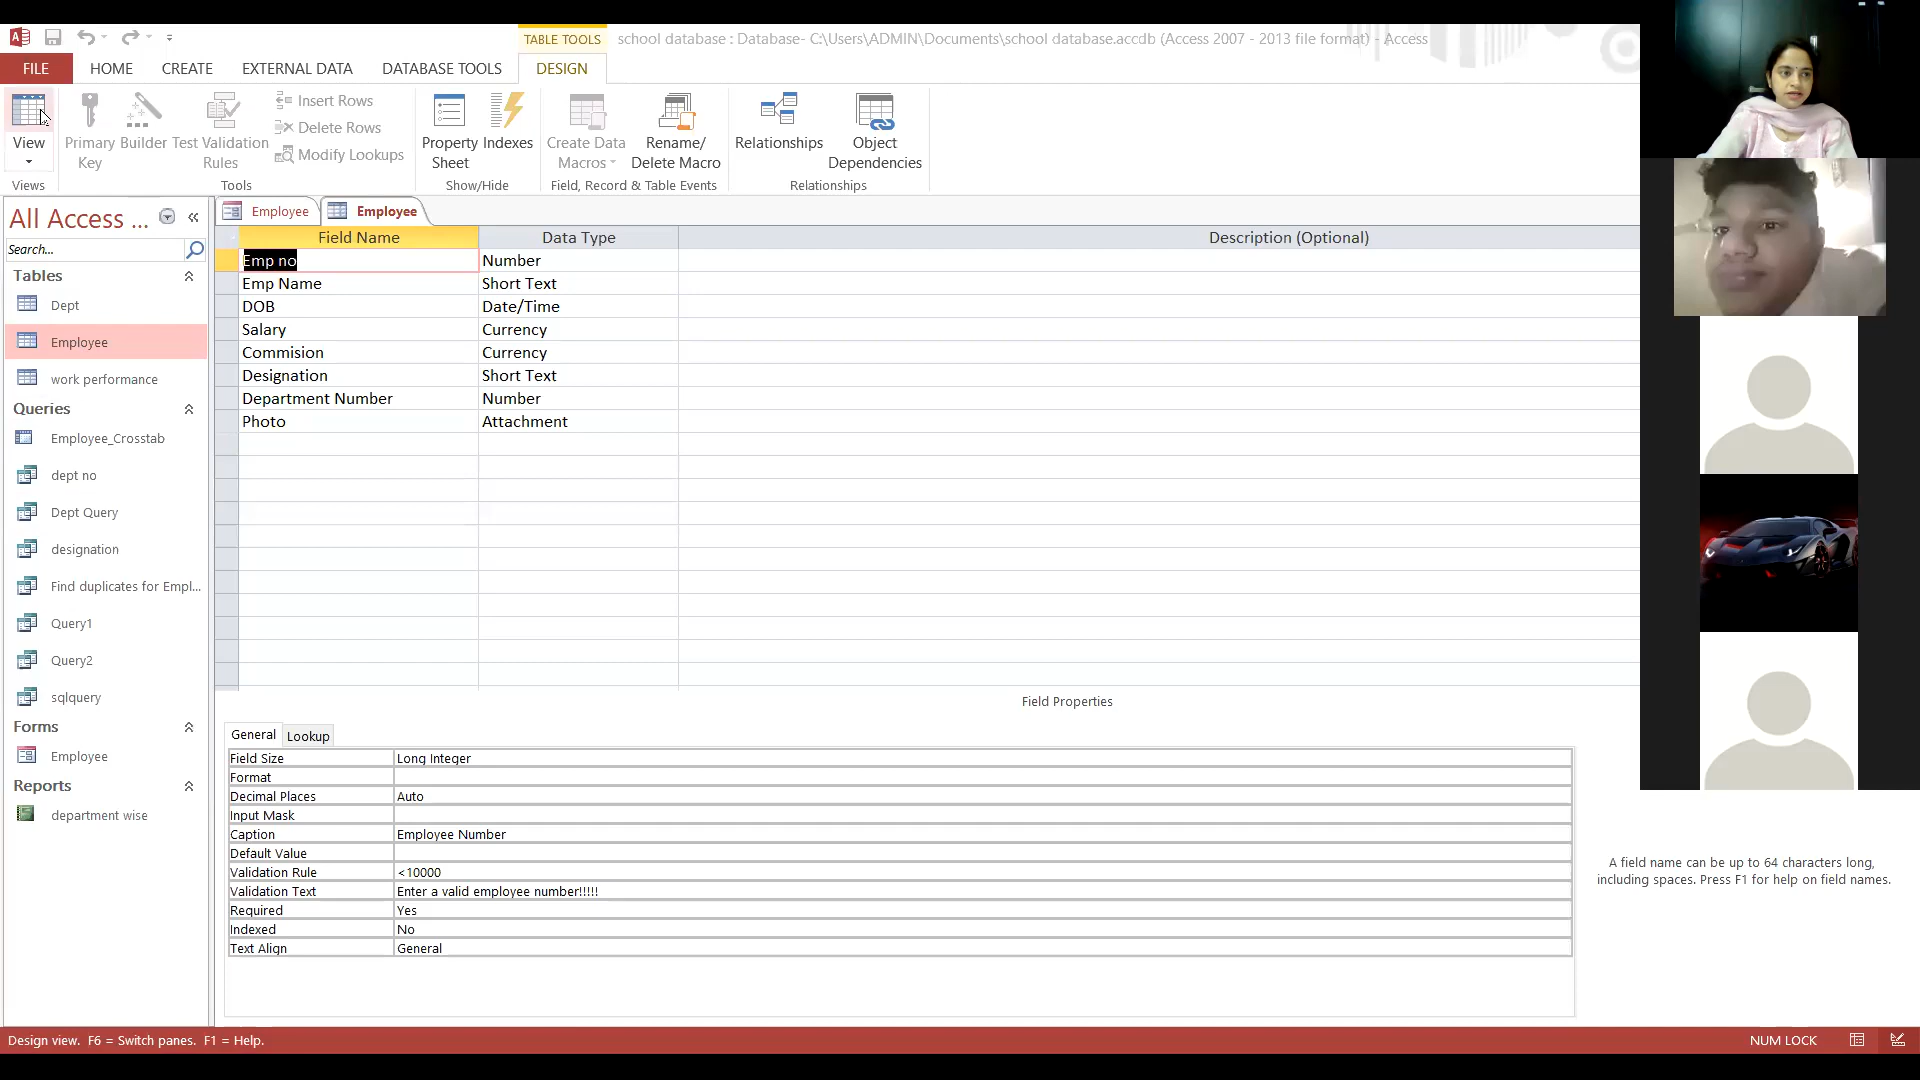 TABLE TOOLS
school database : Database- C:\Users\ADMIN\Documents\school database.accdb (Access 2007 - 2013 file format) - Access
FILE HOME CREATE EXTERNAL DATA DATABASE TOOLS DESIGN
View
Primary Key
Builder
Test Validation Rules
Insert Rows
Delete Rows
Modify Lookups
Property Sheet
Indexes
Create Data Macros
Rename/ Delete Macro
Relationships
Object Dependencies
Views Tools Show/Hide Field, Record & Table Events Relationships
All Access ...
Search...
Tables
Dept
Employee
work performance
Queries
Employee_Crosstab
dept no
Dept Query
designation
Find duplicates for Empl...
Query1
Query2
sqlquery
Forms
Employee
Reports
department wise
Employee Employee
Field Name Data Type Description (Optional)
Emp no Number
Emp Name Short Text
DOB Date/Time
Salary Currency
Commision Currency
Designation Short Text
Department Number Number
Photo Attachment
Field Properties
General Lookup
Field Size Long Integer
Format
Decimal Places Auto
Input Mask
Caption Employee Number
Default Value
Validation Rule <10000
Validation Text Enter a valid employee number!!!!!
Required Yes
Indexed No
Text Align General
A field name can be up to 64 characters long,
including spaces. Press F1 for help on field names.
Design view. F6 = Switch panes. F1 = Help.
NUM LOCK